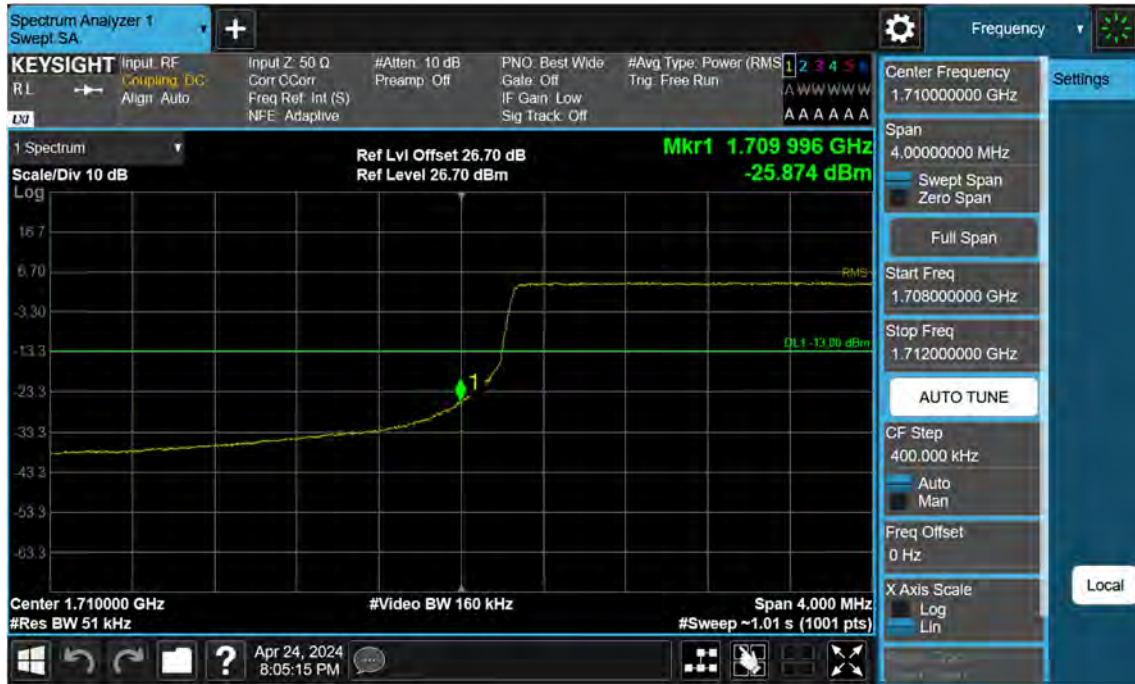 Spectrum Analyzer 1
Swept SA
+
Frequency
KEYSIGHT
Input: RF
Input Z: 50 Ω
#Atten: 10 dB
PNO: Best Wide
#Avg Type: Power (RMS
1 2 3 4 5 6
RL
Coupling: DC
Corr CCorr
Preamp: Off
Gate: Off
Trig: Free Run
Align: Auto
Freq Ref: Int (S)
IF Gain: Low
A W W W W W
LXI
NFE: Adaptive
Sig Track: Off
A A A A A A
1 Spectrum
Ref Lvl Offset 26.70 dB
Mkr1 1.709 996 GHz
Scale/Div 10 dB
Ref Level 26.70 dBm
-25.874 dBm
Log
16.7
6.70
RMS
-3.30
-13.3
DL1 -13.00 dBm
1
-23.3
-33.3
-43.3
-53.3
-63.3
Center 1.710000 GHz
#Video BW 160 kHz
Span 4.000 MHz
#Res BW 51 kHz
#Sweep ~1.01 s (1001 pts)
Center Frequency
1.710000000 GHz
Settings
Span
4.00000000 MHz
Swept Span
Zero Span
Full Span
Start Freq
1.708000000 GHz
Stop Freq
1.712000000 GHz
AUTO TUNE
CF Step
400.000 kHz
Auto
Man
Freq Offset
0 Hz
X Axis Scale
Log
Lin
Local
?
Apr 24, 2024
8:05:15 PM